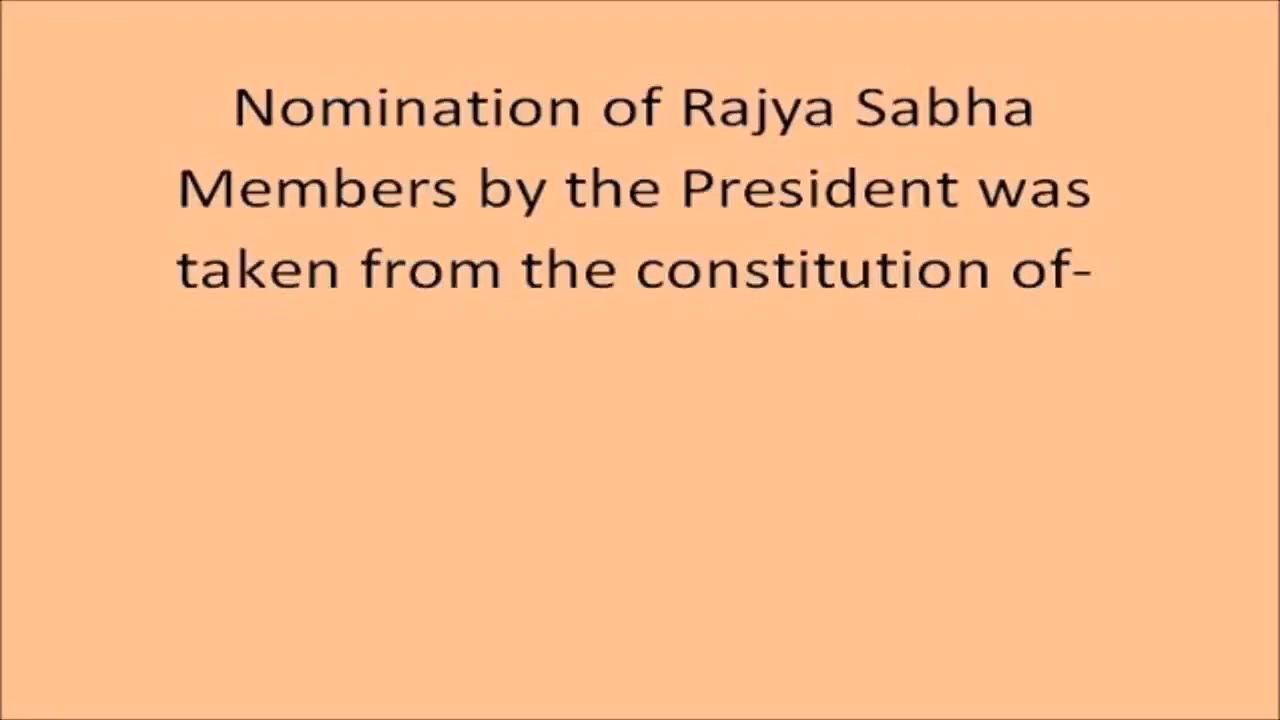 Nomination of Rajya Sabha
Members by the President was
taken from the constitution of-